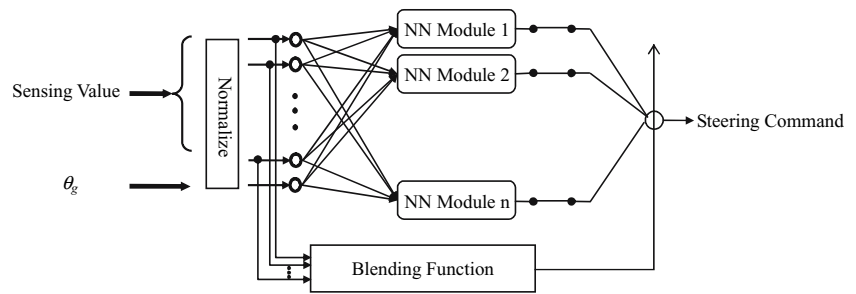 NN Module 1
NN Module 2
Sensing Value
Normalize
Steering Command
θg
NN Module n
Blending Function